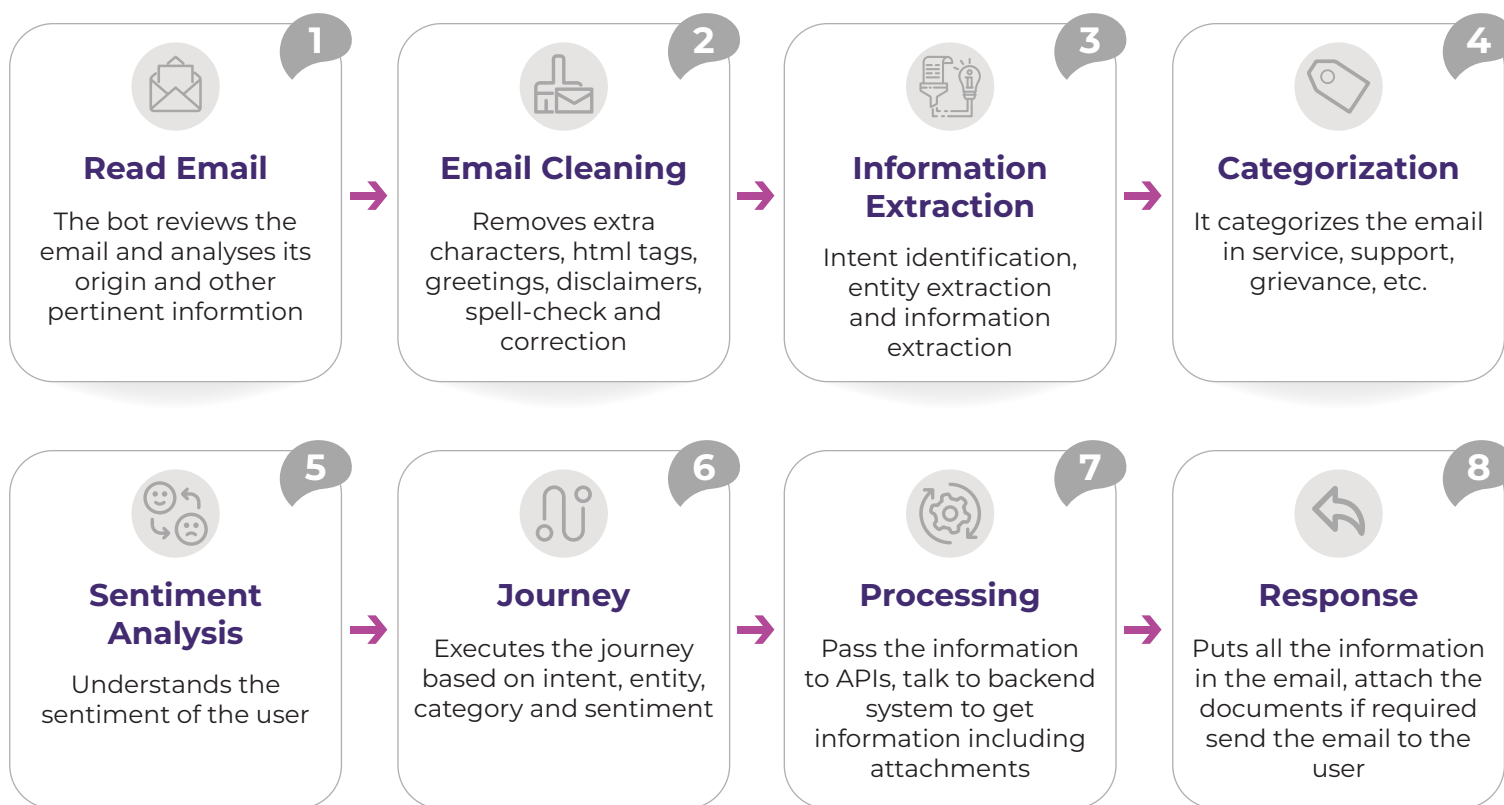 1
Read Email
The bot reviews the
email and analyses its
origin and other
pertinent informtion
2
Email Cleaning
Removes extra
characters, html tags,
greetings, disclaimers,
spell-check and
correction
3
Information
Extraction
Intent identification,
entity extraction
and information
extraction
4
Categorization
It categorizes the email
in service, support,
grievance, etc.
5
Sentiment
Analysis
Understands the
sentiment of the user
6
Journey
Executes the journey
based on intent, entity,
category and sentiment
7
Processing
Pass the information
to APIs, talk to backend
system to get
information including
attachments
8
Response
Puts all the information
in the email, attach the
documents if required
send the email to the
user